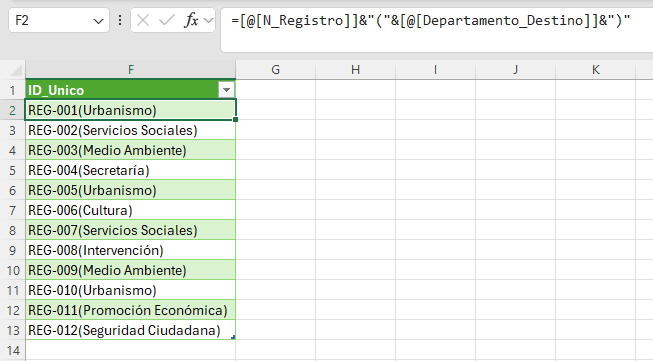 F2 fx =[@[N_Registro]]&"("&[@[Departamento_Destino]]&")"
F G H I J K
1 ID_Unico
2 REG-001(Urbanismo)
3 REG-002(Servicios Sociales)
4 REG-003(Medio Ambiente)
5 REG-004(Secretaría)
6 REG-005(Urbanismo)
7 REG-006(Cultura)
8 REG-007(Servicios Sociales)
9 REG-008(Intervención)
10 REG-009(Medio Ambiente)
11 REG-010(Urbanismo)
12 REG-011(Promoción Económica)
13 REG-012(Seguridad Ciudadana)
14